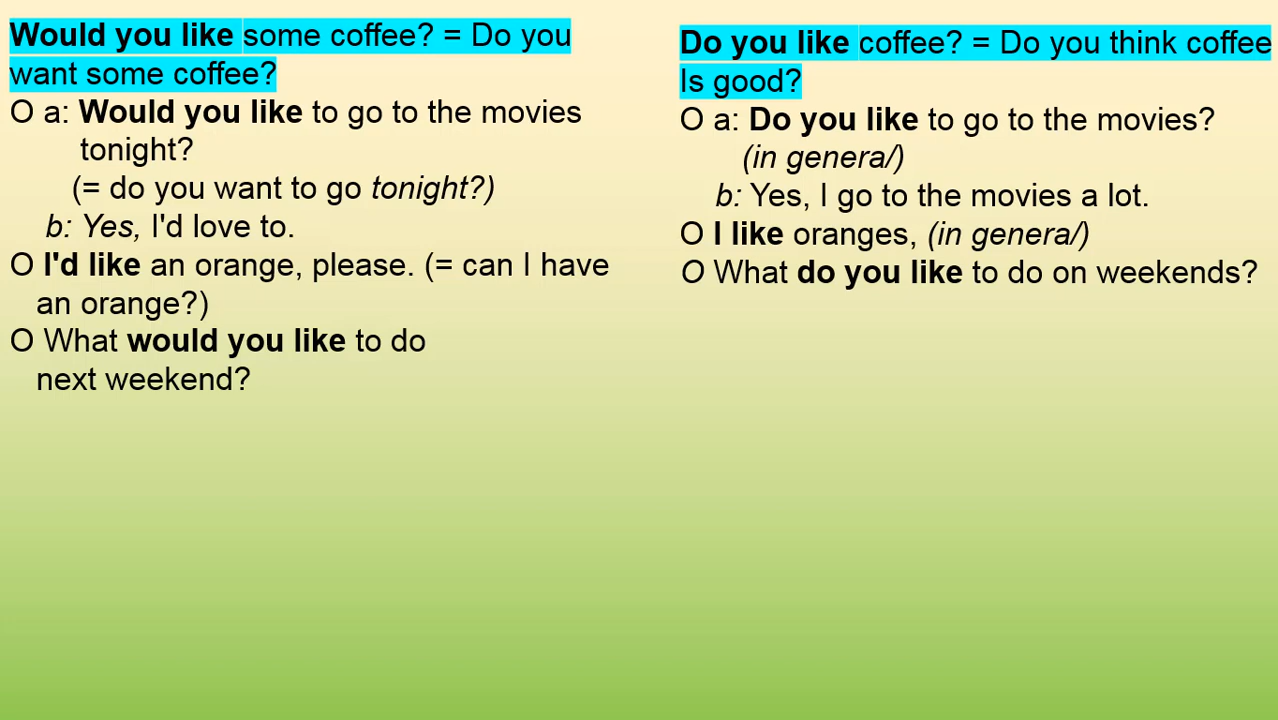 Would you like some coffee? = Do you
want some coffee?
O a: Would you like to go to the movies
tonight?
(= do you want to go tonight?)
b: Yes, I'd love to.
O I'd like an orange, please. (= can I have
an orange?)
O What would you like to do
next weekend?
Do you like coffee? = Do you think coffee
Is good?
O a: Do you like to go to the movies?
(in genera/)
b: Yes, I go to the movies a lot.
O I like oranges, (in genera/)
O What do you like to do on weekends?